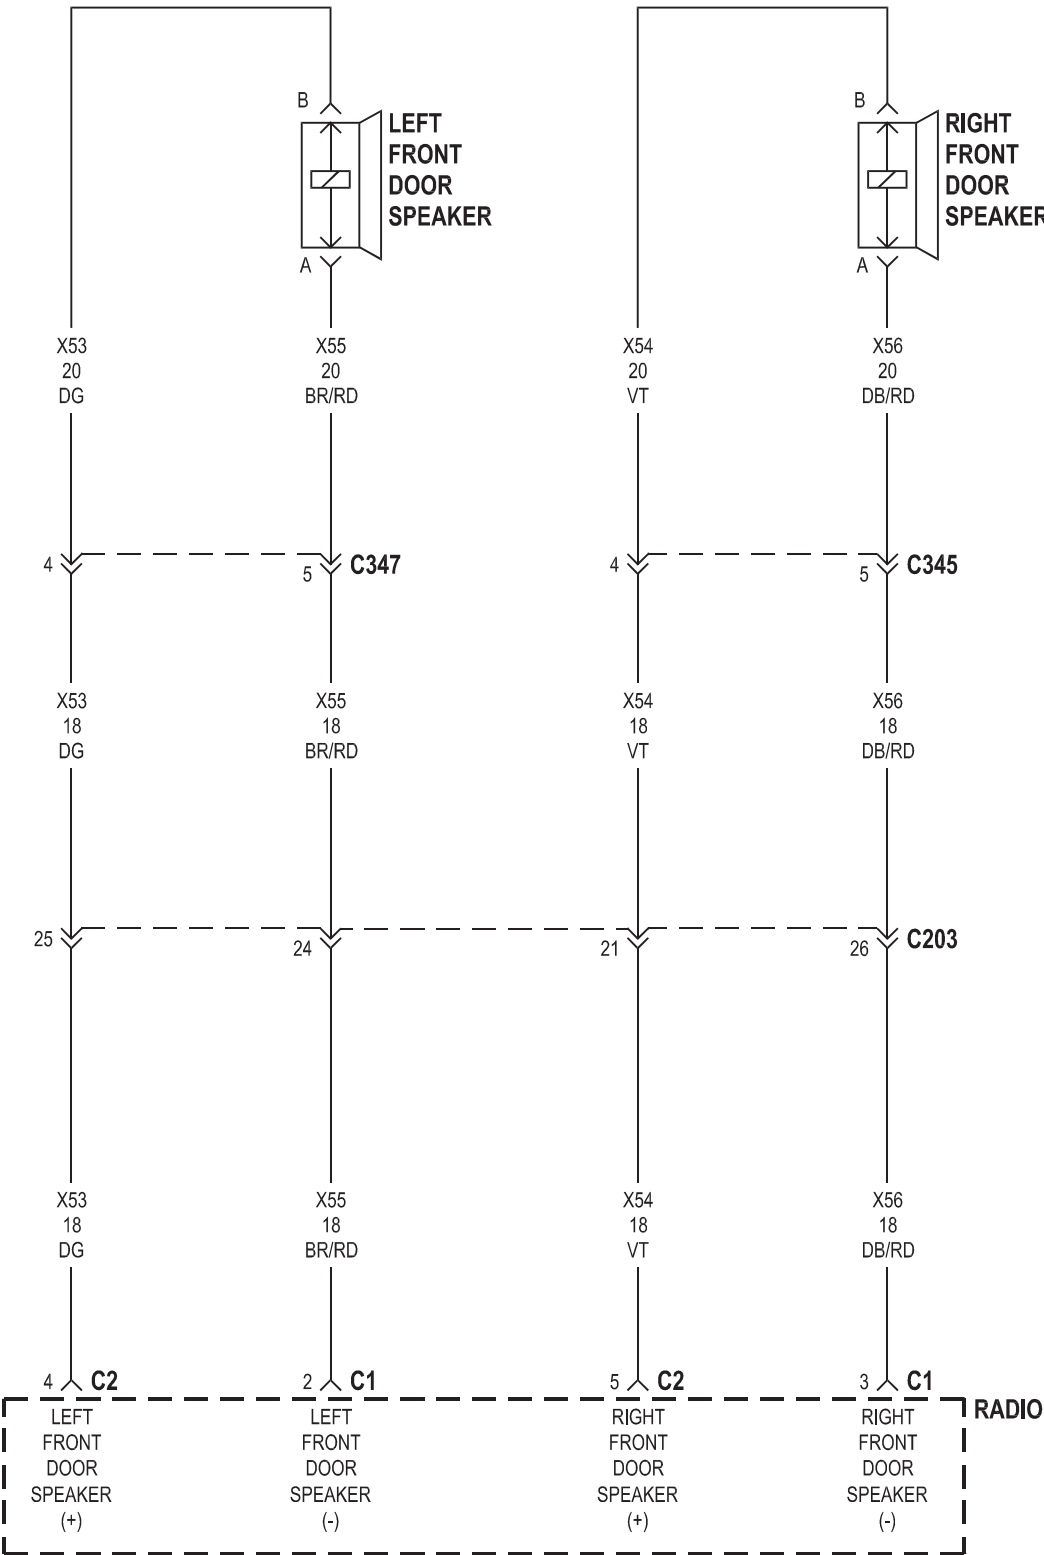 B
LEFT
FRONT
DOOR
SPEAKER
A
B
RIGHT
FRONT
DOOR
SPEAKER
A
X53
20
DG
X55
20
BR/RD
X54
20
VT
X56
20
DB/RD
4
5
C347
4
5
C345
X53
18
DG
X55
18
BR/RD
X54
18
VT
X56
18
DB/RD
25
24
21
26
C203
X53
18
DG
X55
18
BR/RD
X54
18
VT
X56
18
DB/RD
4
C2
2
C1
5
C2
3
C1
RADIO
LEFT
FRONT
DOOR
SPEAKER
(+)
LEFT
FRONT
DOOR
SPEAKER
(-)
RIGHT
FRONT
DOOR
SPEAKER
(+)
RIGHT
FRONT
DOOR
SPEAKER
(-)